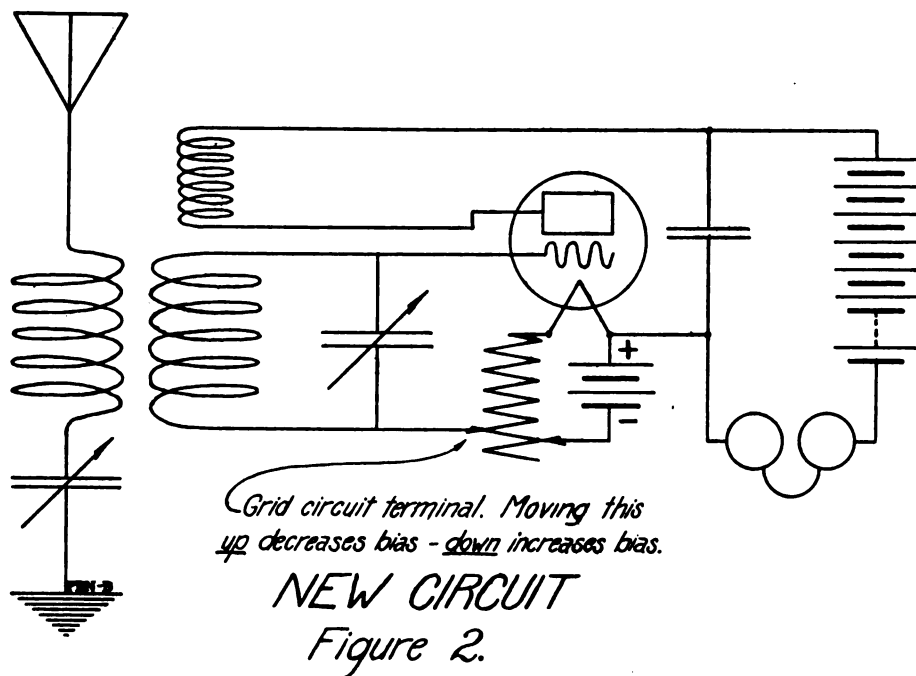 +
-
Grid circuit terminal. Moving this
up decreases bias - down increases bias.
NEW CIRCUIT
Figure 2.